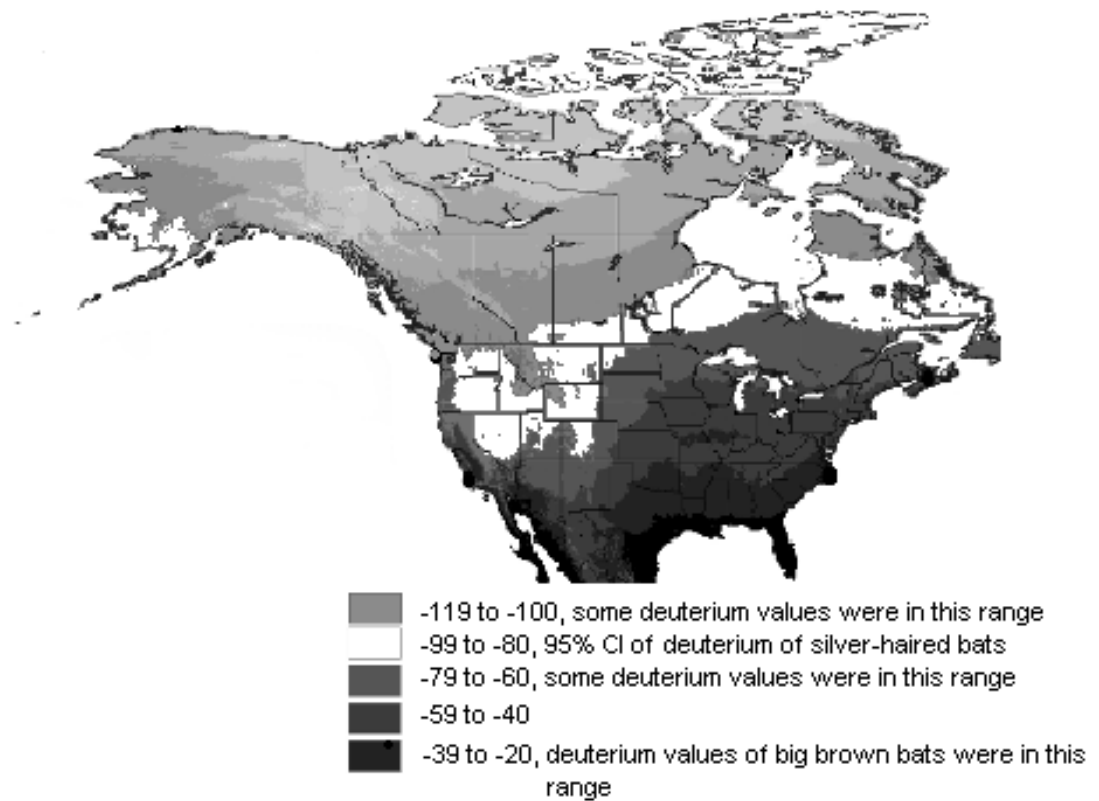 -119 to -100, some deuterium values were in this range
-99 to -80, 95% CI of deuterium of silver-haired bats
-79 to -60, some deuterium values were in this range
-59 to -40
-39 to -20, deuterium values of big brown bats were in this
range